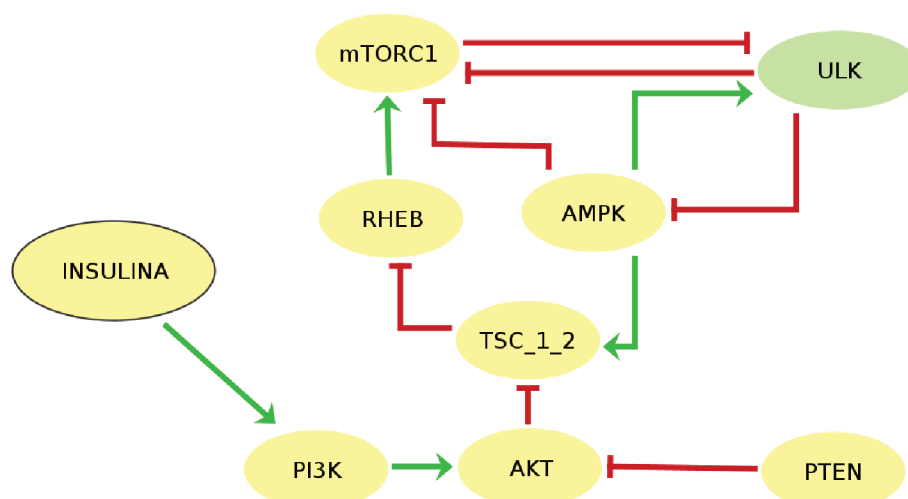 mTORC1
ULK
RHEB
AMPK
INSULINA
TSC_1_2
PI3K
AKT
PTEN